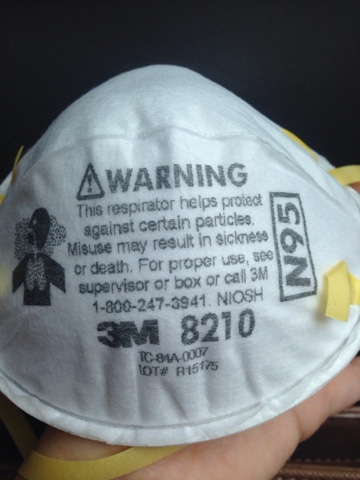 ⚠WARNING
This respirator helps protect
against certain particles.
Misuse may result in sickness
or death. For proper use, see
supervisor or box or call 3M
1-800-247-3941. NIOSH
N95
3M 8210
TC-84A-0007
LOT# R15175